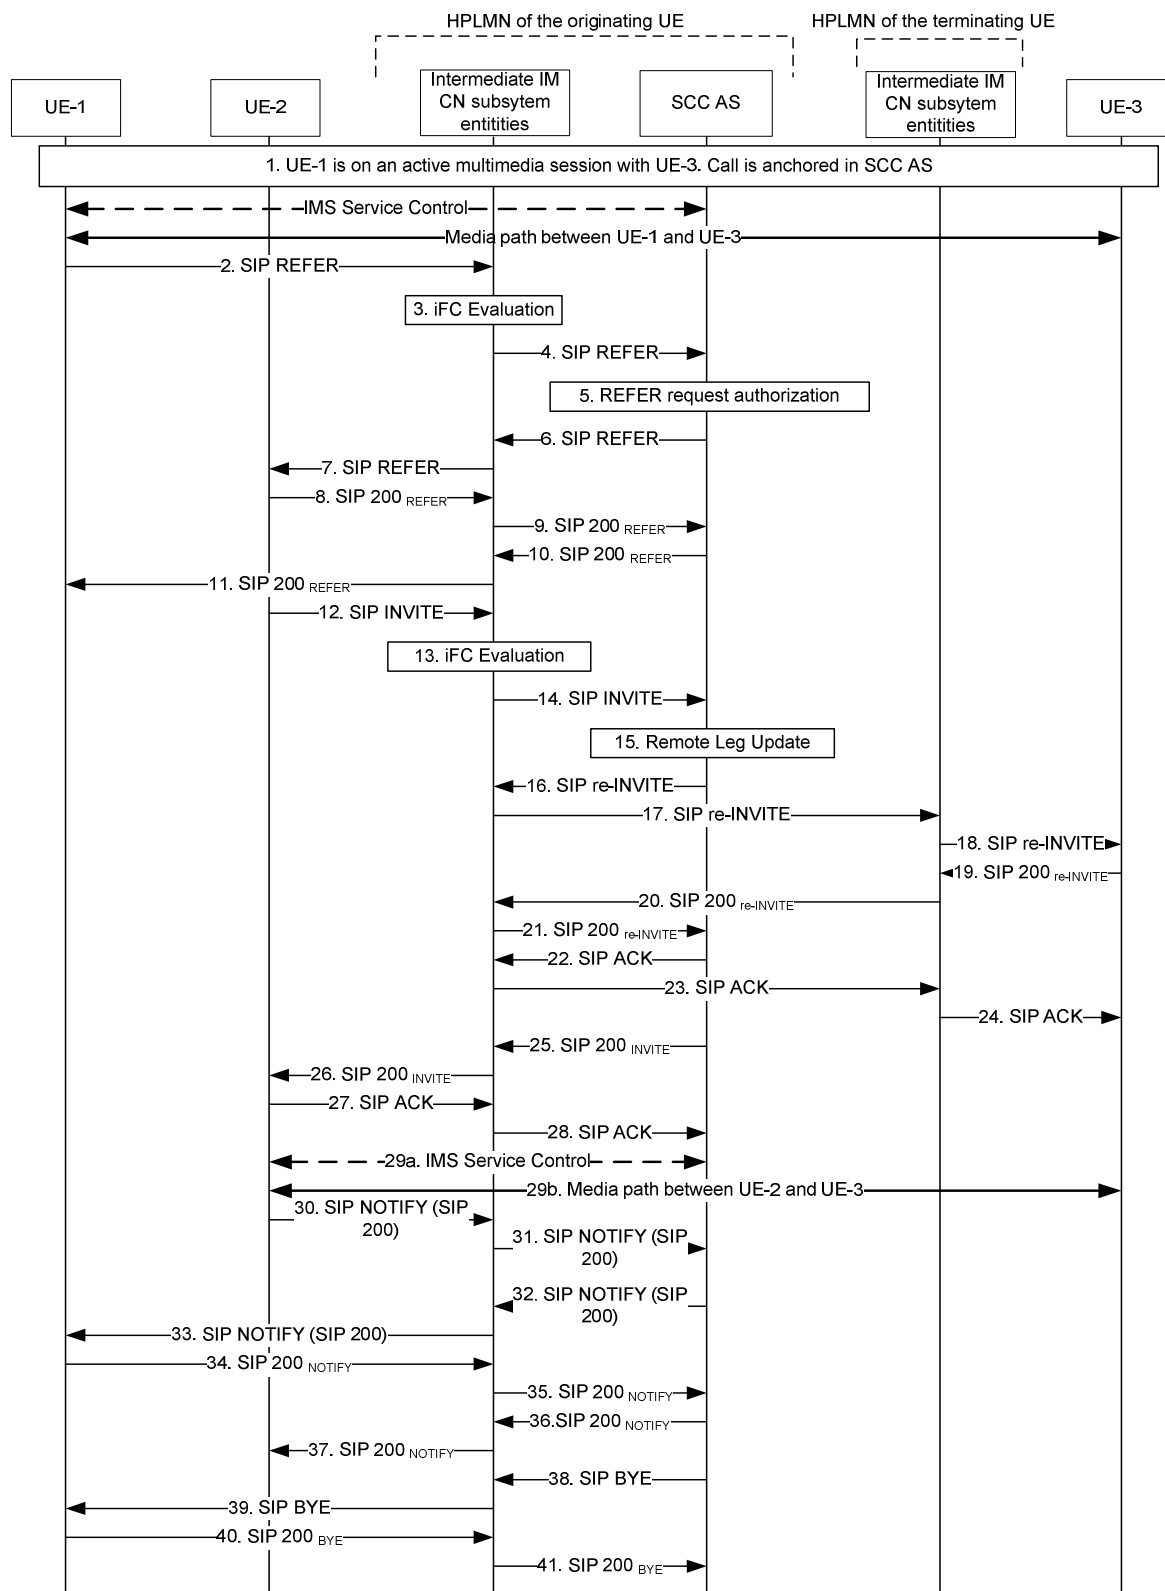 HPLMN of the originating UE
HPLMN of the terminating UE
UE-1
UE-2
Intermediate IM
CN subsytem
entitities
SCC AS
Intermediate IM
CN subsytem
entitities
UE-3
1. UE-1 is on an active multimedia session with UE-3. Call is anchored in SCC AS
IMS Service Control
Media path between UE-1 and UE-3
2. SIP REFER
3. iFC Evaluation
4. SIP REFER
5. REFER request authorization
6. SIP REFER
7. SIP REFER
8. SIP 200 REFER
9. SIP 200 REFER
10. SIP 200 REFER
11. SIP 200 REFER
12. SIP INVITE
13. iFC Evaluation
14. SIP INVITE
15. Remote Leg Update
16. SIP re-INVITE
17. SIP re-INVITE
18. SIP re-INVITE
19. SIP 200 re-INVITE
20. SIP 200 re-INVITE
21. SIP 200 re-INVITE
22. SIP ACK
23. SIP ACK
24. SIP ACK
25. SIP 200 INVITE
26. SIP 200 INVITE
27. SIP ACK
28. SIP ACK
29a. IMS Service Control
29b. Media path between UE-2 and UE-3
30. SIP NOTIFY (SIP
200)
31. SIP NOTIFY (SIP
200)
32. SIP NOTIFY (SIP
200)
33. SIP NOTIFY (SIP 200)
34. SIP 200 NOTIFY
35. SIP 200 NOTIFY
36.SIP 200 NOTIFY
37. SIP 200 NOTIFY
38. SIP BYE
39. SIP BYE
40. SIP 200 BYE
41. SIP 200 BYE